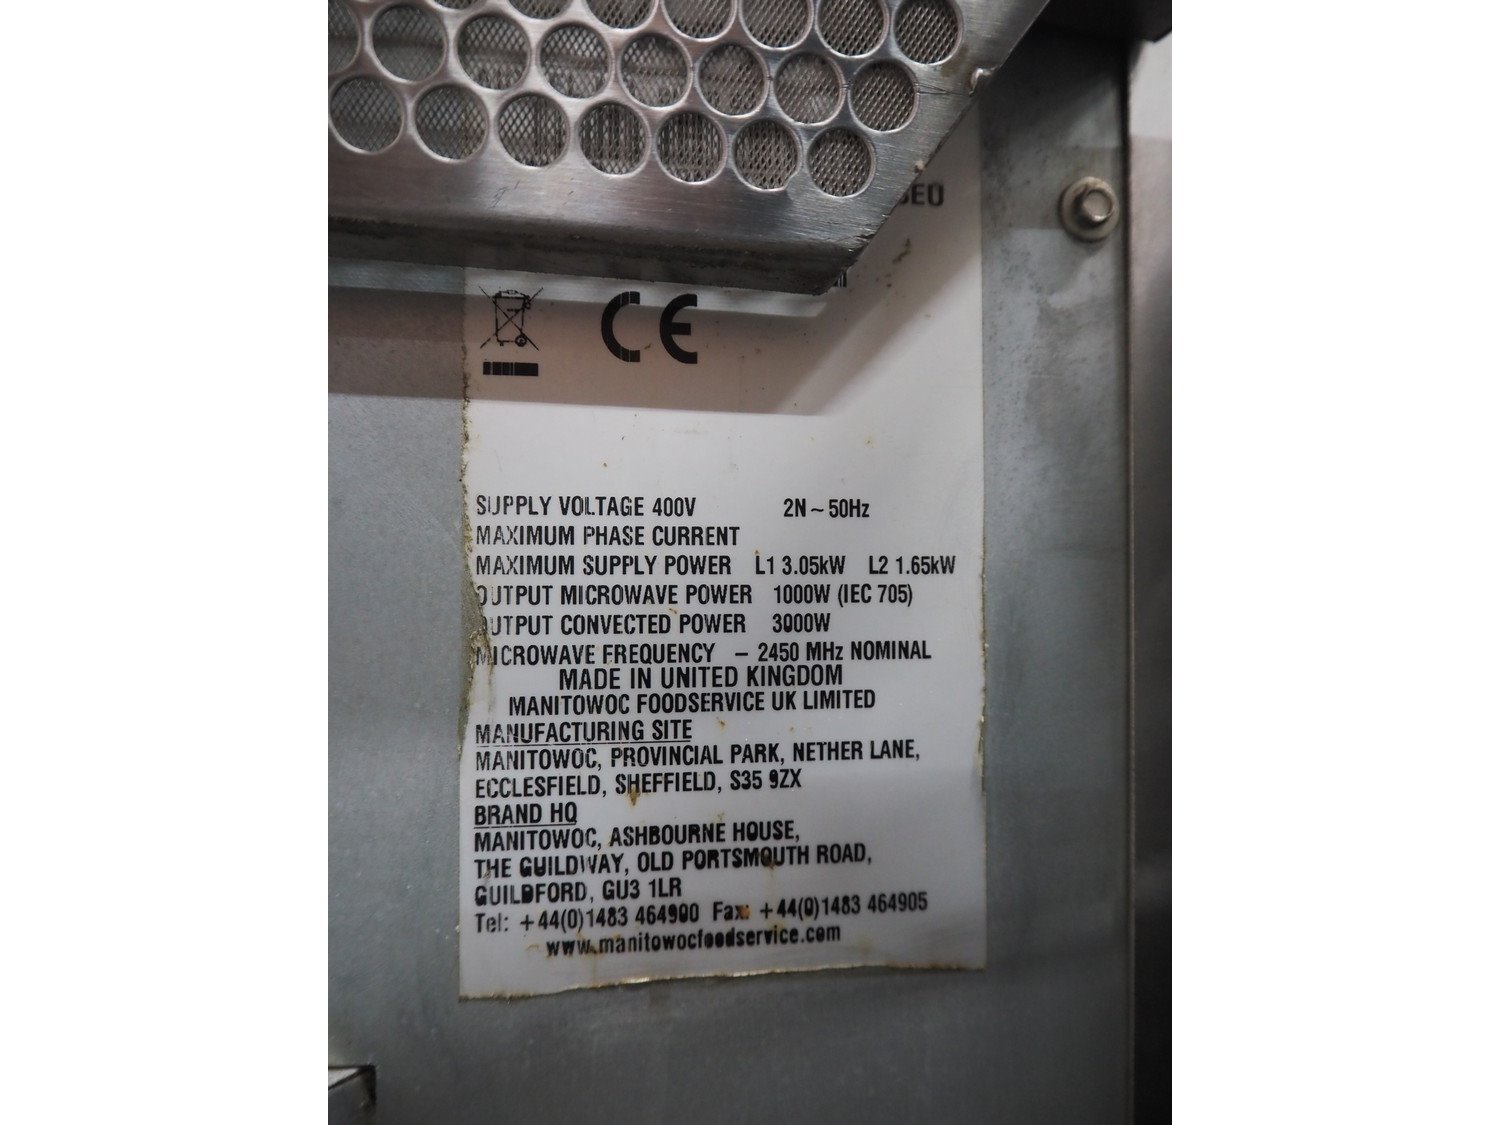 CE
SUPPLY VOLTAGE 400V 2N ~ 50Hz
MAXIMUM PHASE CURRENT
MAXIMUM SUPPLY POWER L1 3.05kW L2 1.65kW
OUTPUT MICROWAVE POWER 1000W (IEC 705)
OUTPUT CONVECTED POWER 3000W
MICROWAVE FREQUENCY – 2450 MHz NOMINAL
MADE IN UNITED KINGDOM
MANITOWOC FOODSERVICE UK LIMITED
MANUFACTURING SITE
MANITOWOC, PROVINCIAL PARK, NETHER LANE,
ECCLESFIELD, SHEFFIELD, S35 9ZX
BRAND HQ
MANITOWOC, ASHBOURNE HOUSE,
THE GUILDWAY, OLD PORTSMOUTH ROAD,
GUILDFORD, GU3 1LR
Tel: +44(0)1483 464900 Fax: +44(0)1483 464905
www.manitowocfoodservice.com